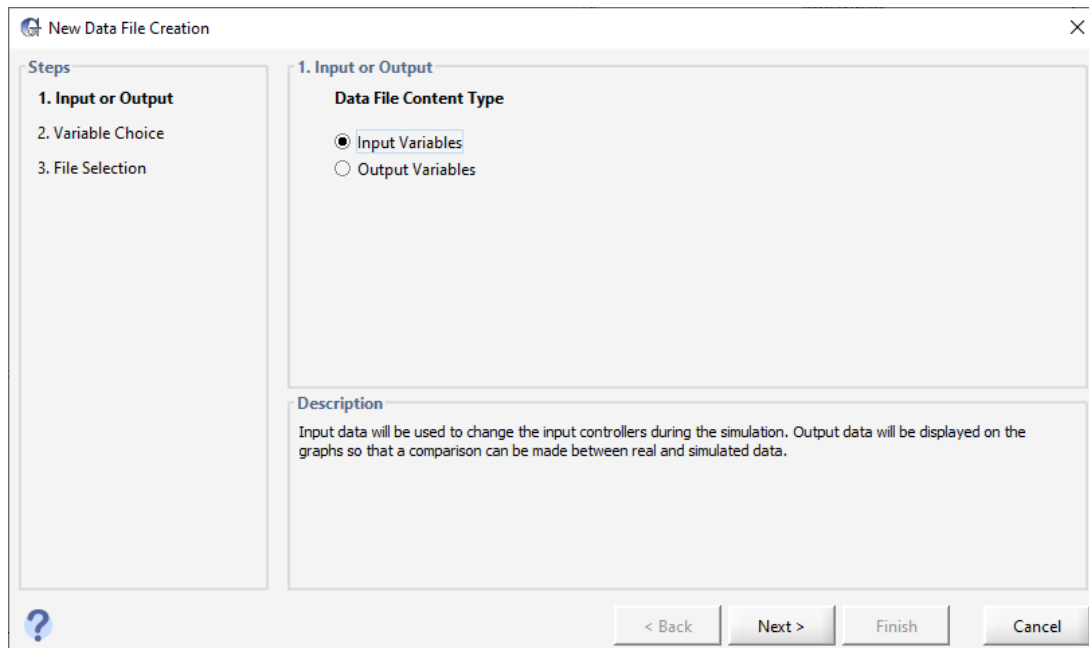 New Data File Creation
Steps
1. Input or Output
2. Variable Choice
3. File Selection
1. Input or Output
Data File Content Type
Input Variables
Output Variables
Description
Input data will be used to change the input controllers during the simulation. Output data will be displayed on the
graphs so that a comparison can be made between real and simulated data.
?
< Back
Next >
Finish
Cancel